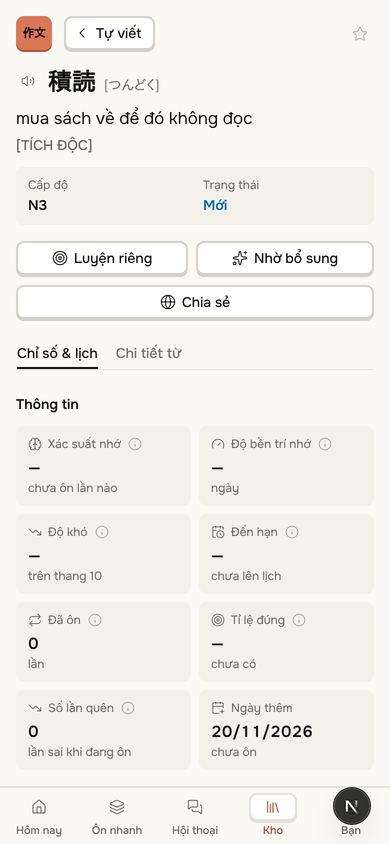 作文
Tự viết
積読 [つんどく]
mua sách về để đó không đọc
[TÍCH ĐỘC]
Cấp độ Trạng thái
N3 Mới
Luyện riêng Nhờ bổ sung
Chia sẻ
Chỉ số & lịch Chi tiết từ
Thông tin
Xác suất nhớ Độ bền trí nhớ
– –
chưa ôn lần nào ngày
Độ khó Đến hạn
– –
trên thang 10 chưa lên lịch
Đã ôn Tỉ lệ đúng
0 –
lần chưa có
Số lần quên Ngày thêm
0 20/11/2026
lần sai khi đang ôn chưa ôn
N
Hôm nay Ôn nhanh Hội thoại Kho Bạn